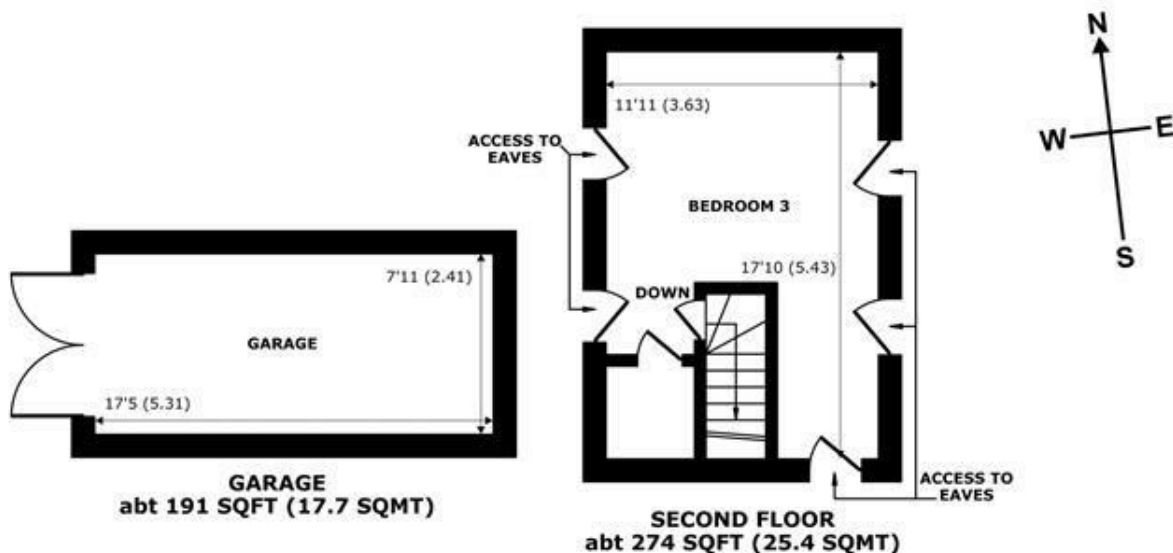 N
W
E
S
11'11 (3.63)
ACCESS TO
EAVES
BEDROOM 3
17'10 (5.43)
DOWN
7'11 (2.41)
GARAGE
17'5 (5.31)
GARAGE
abt 191 SQFT (17.7 SQMT)
ACCESS TO
EAVES
SECOND FLOOR
abt 274 SQFT (25.4 SQMT)